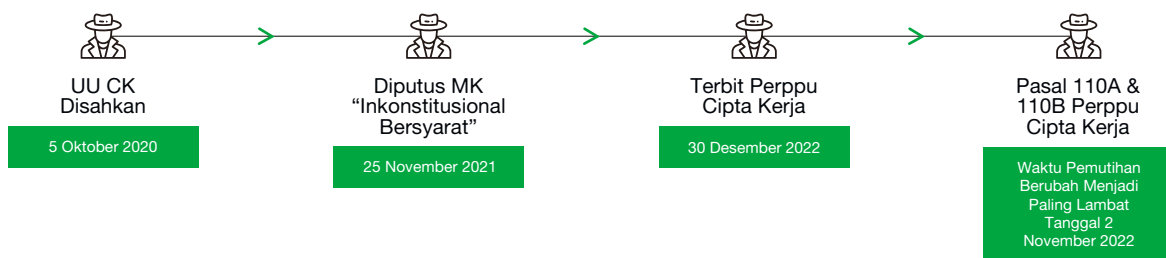 UU CK
Disahkan
5 Oktober 2020
Diputus MK
“Inkonstitusional
Bersyarat”
25 November 2021
Terbit Perppu
Cipta Kerja
30 Desember 2022
Pasal 110A &
110B Perppu
Cipta Kerja
Waktu Pemutihan
Berubah Menjadi
Paling Lambat
Tanggal 2
November 2022